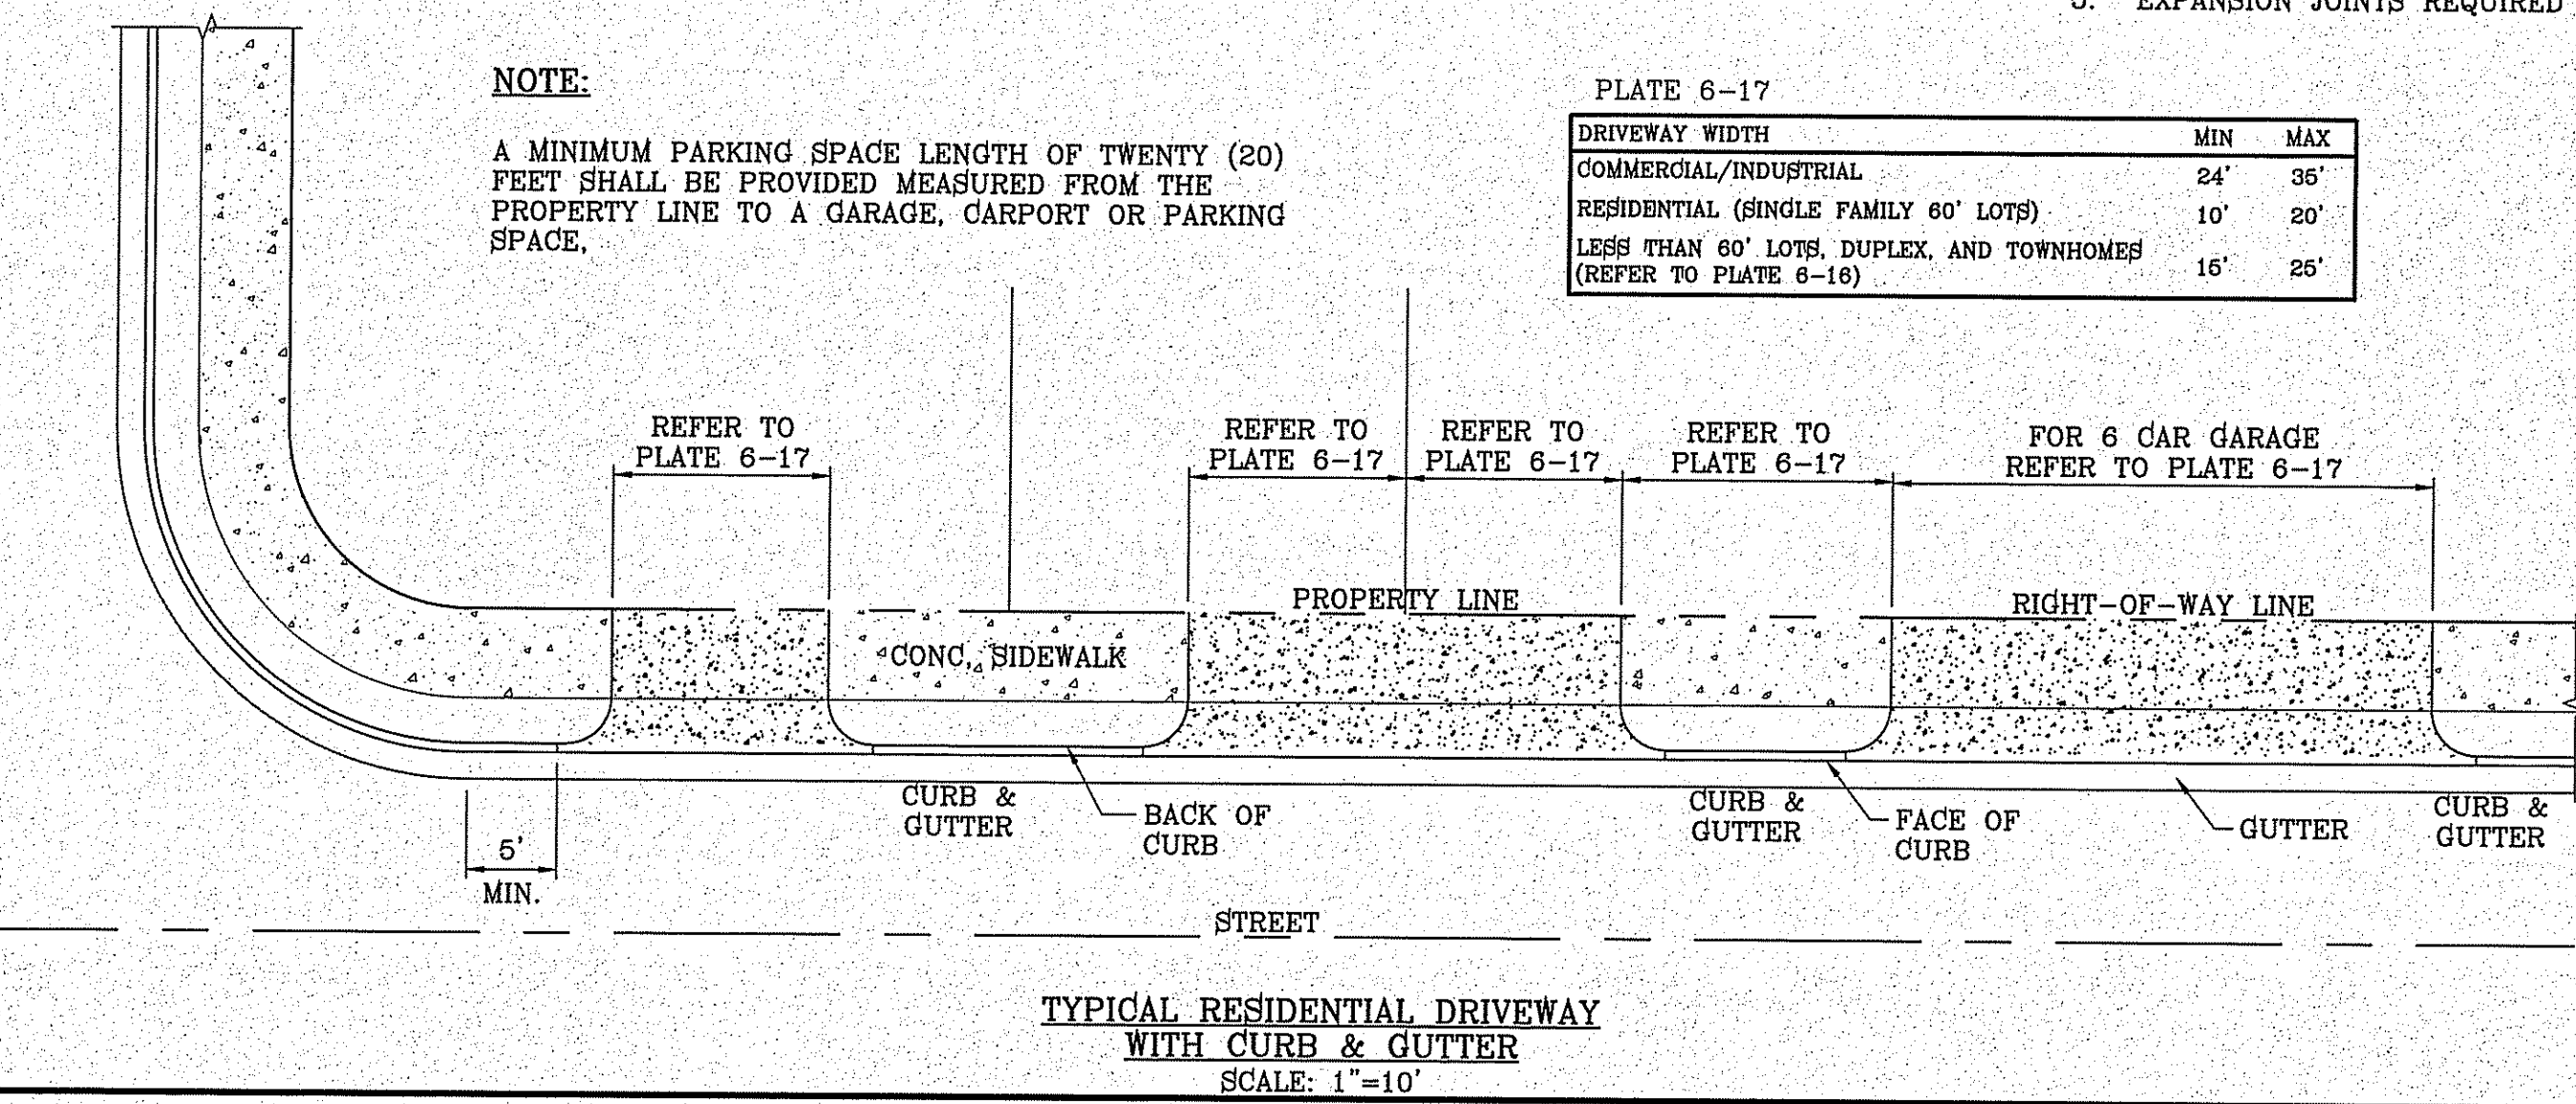 5. EXPANSION JOINTS REQUIRED
NOTE:
A MINIMUM PARKING SPACE LENGTH OF TWENTY (20)
FEET SHALL BE PROVIDED MEASURED FROM THE
PROPERTY LINE TO A GARAGE, CARPORT OR PARKING
SPACE,
PLATE 6-17
DRIVEWAY WIDTH MIN MAX
COMMERCIAL/INDUSTRIAL 24' 35'
RESIDENTIAL (SINGLE FAMILY 60' LOTS) 10' 20'
LESS THAN 60' LOTS, DUPLEX, AND TOWNHOMES
(REFER TO PLATE 6-16) 15' 25'
REFER TO
PLATE 6-17
REFER TO
PLATE 6-17
REFER TO
PLATE 6-17
REFER TO
PLATE 6-17
FOR 6 CAR GARAGE
REFER TO PLATE 6-17
PROPERTY LINE
RIGHT-OF-WAY LINE
CONC, SIDEWALK
CURB &
GUTTER
BACK OF
CURB
CURB &
GUTTER
FACE OF
CURB
GUTTER
CURB &
GUTTER
5'
MIN.
STREET
TYPICAL RESIDENTIAL DRIVEWAY
WITH CURB & GUTTER
SCALE: 1"=10'